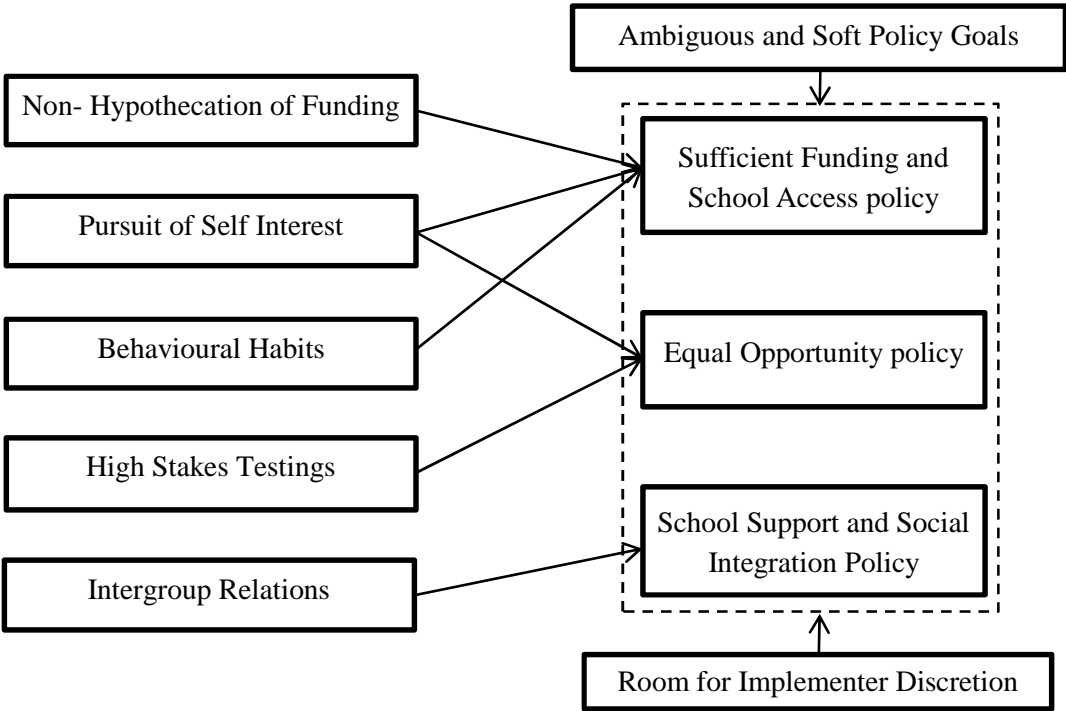 Ambiguous and Soft Policy Goals
Non- Hypothecation of Funding
Sufficient Funding and
School Access policy
Pursuit of Self Interest
Behavioural Habits
Equal Opportunity policy
High Stakes Testings
School Support and Social
Integration Policy
Intergroup Relations
Room for Implementer Discretion